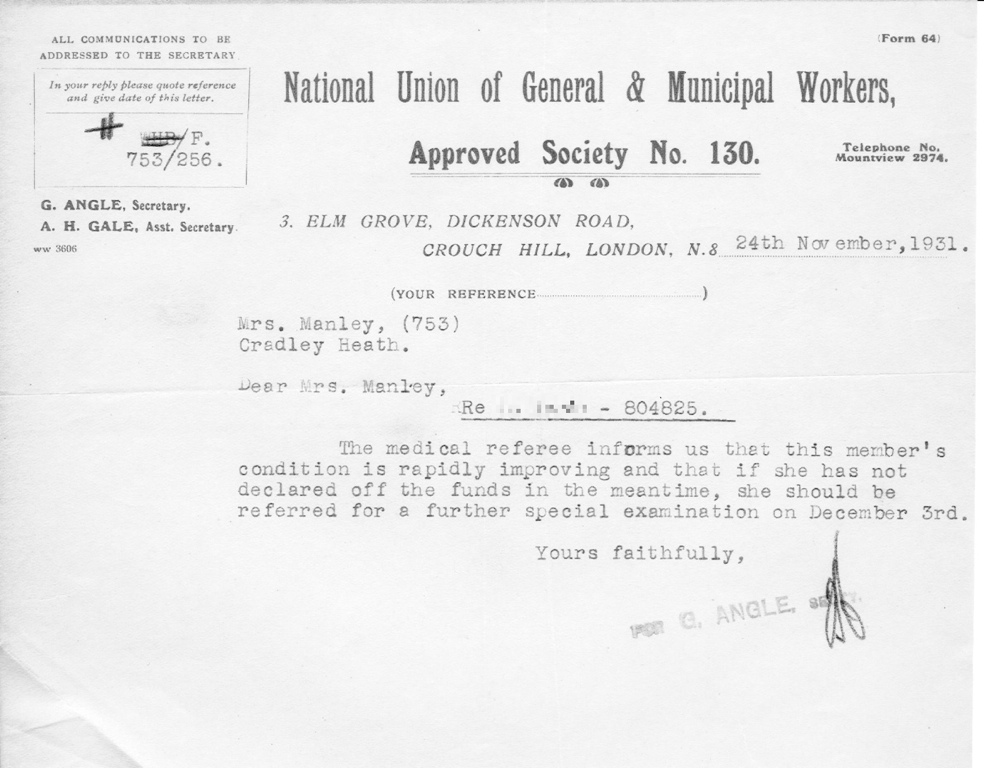 ALL COMMUNICATIONS TO BE
ADDRESSED TO THE SECRETARY
(Form 64)
In your reply please quote reference
and give date of this letter.
/F.
753/256.
National Union of General & Municipal Workers,
Approved Society No. 130.
Telephone No.
Mountview 2974.
G. ANGLE, Secretary.
A. H. GALE, Asst. Secretary.
ww 3606
3. ELM GROVE, DICKENSON ROAD,
CROUCH HILL, LONDON, N.8 24th November, 1931.
(YOUR REFERENCE)
Mrs. Manley, (753)
Cradley Heath.
Dear Mrs. Manley,
Re - 804825.
The medical referee informs us that this member's
condition is rapidly improving and that if she has not
declared off the funds in the meantime, she should be
referred for a further special examination on December 3rd.
Yours faithfully,
FOR G. ANGLE,